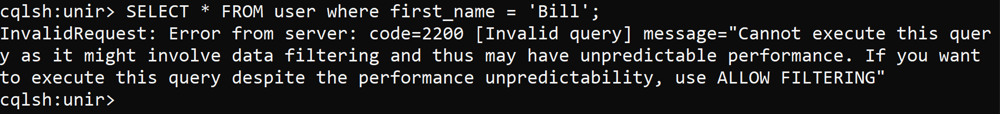 cqlsh:unir> SELECT * FROM user where first_name = 'Bill';
InvalidRequest: Error from server: code=2200 [Invalid query] message="Cannot execute this quer
y as it might involve data filtering and thus may have unpredictable performance. If you want
to execute this query despite the performance unpredictability, use ALLOW FILTERING"
cqlsh:unir>